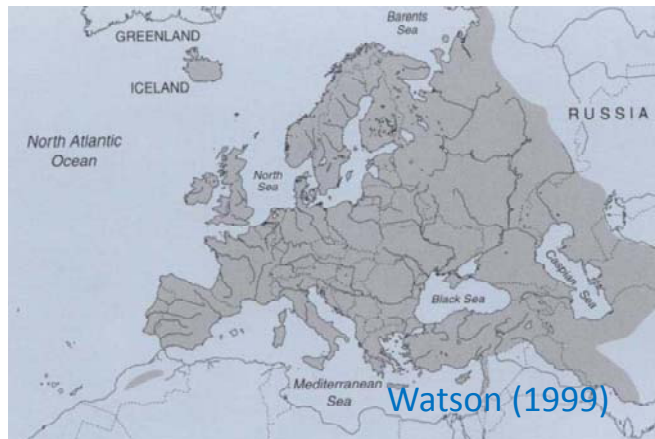 Barents
Sea
GREENLAND
ICELAND
RUSSIA
North Atlantic
Ocean
North
Sea
Caspian Sea
Black Sea
Mediterranean
Sea
Watson (1999)